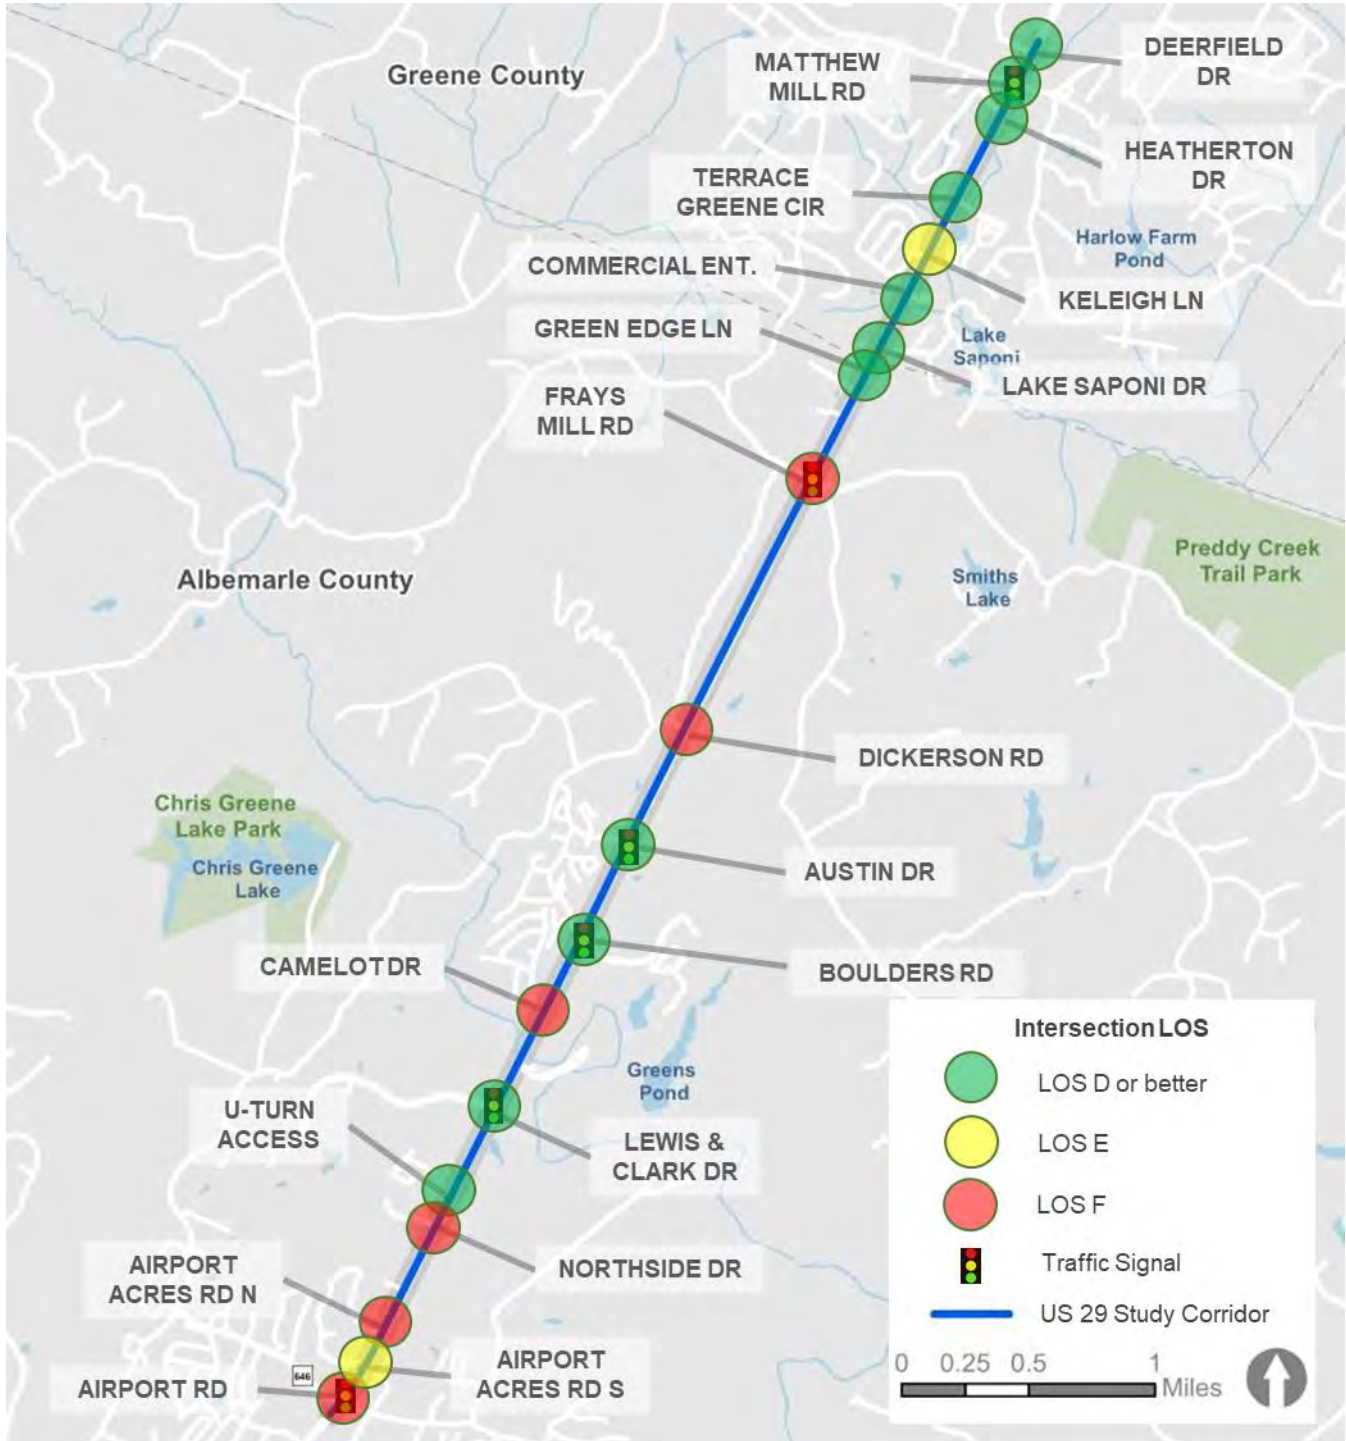 DEERFIELD
DR
MATTHEW
MILL RD
Greene County
HEATHERTON
DR
TERRACE
GREENE CIR
Harlow Farm
Pond
COMMERCIAL ENT.
KELEIGH LN
GREEN EDGE LN
Lake
Saponi
LAKE SAPONI DR
FRAYS
MILL RD
Preddy Creek
Trail Park
Albemarle County
Smiths
Lake
DICKERSON RD
Chris Greene
Lake Park
Chris Greene
Lake
AUSTIN DR
CAMELOT DR
BOULDERS RD
Greens
Pond
U-TURN
ACCESS
LEWIS &
CLARK DR
NORTHSIDE DR
AIRPORT
ACRES RD N
AIRPORT
ACRES RD S
646
AIRPORT RD
Intersection LOS
LOS D or better
LOS E
LOS F
Traffic Signal
US 29 Study Corridor
0 0.25 0.5 1
Miles